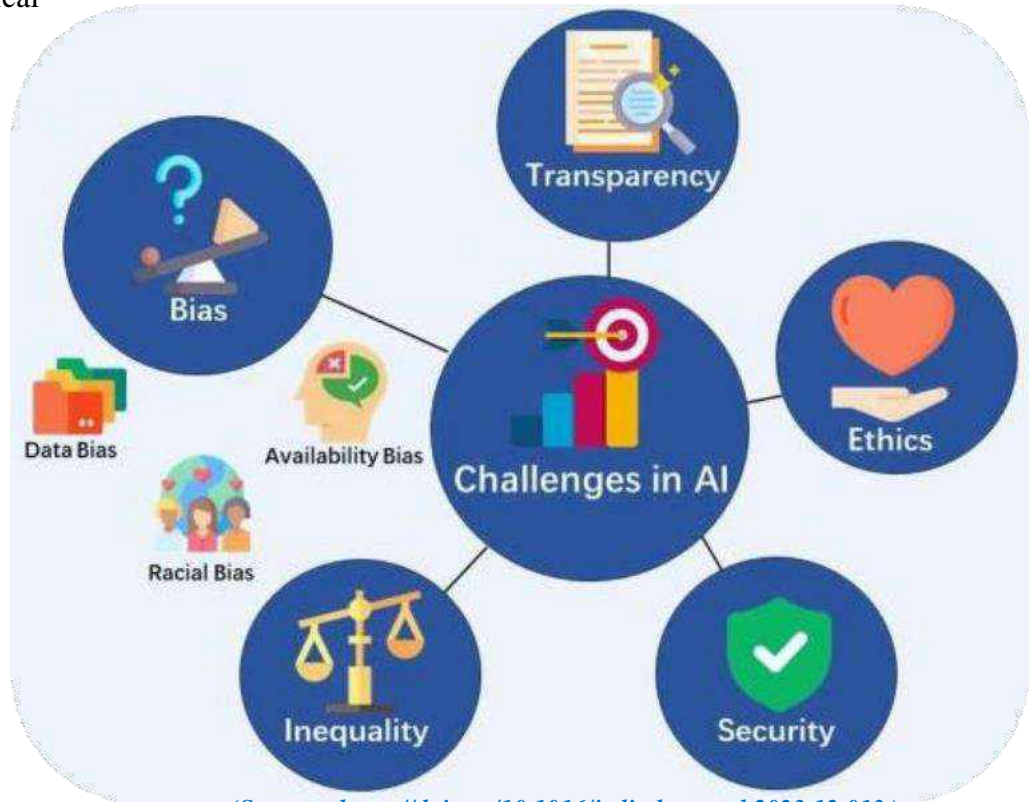 Transparency
Bias
Ethics
Challenges in AI
Data Bias
Availability Bias
Racial Bias
Inequality
Security